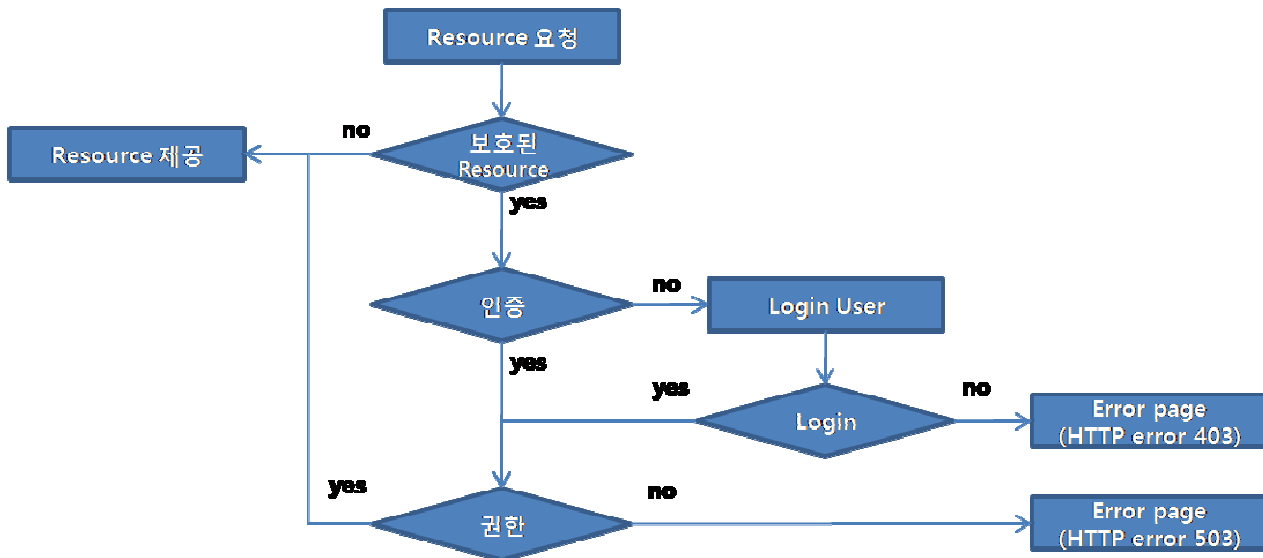 Resource 요청
no
보호된
Resource
Resource 제공
yes
인증
no
Login User
yes
yes
Login
no
Error page
(HTTP error 403)
yes
권한
no
Error page
(HTTP error 503)